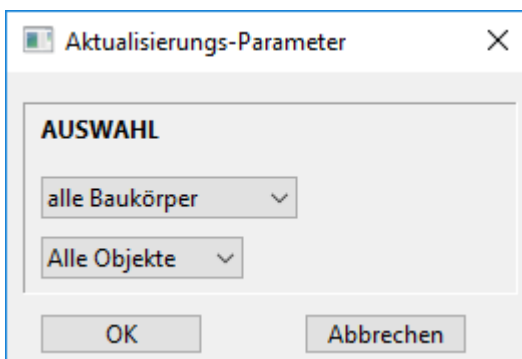 Aktualisierungs-Parameter
AUSWAHL
alle Baukörper
Alle Objekte
OK Abbrechen